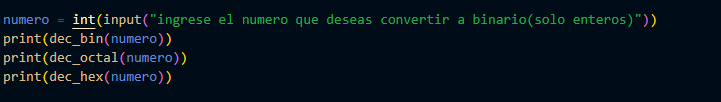 numero = int(input("ingrese el numero que deseas convertir a binario(solo enteros)"))
print(dec_bin(numero))
print(dec_octal(numero))
print(dec_hex(numero))